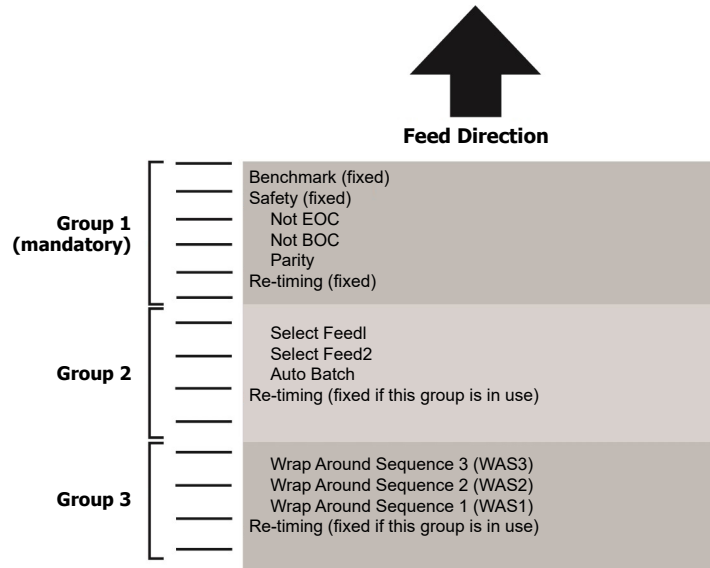 Feed Direction
Group 1
(mandatory)
Benchmark (fixed)
Safety (fixed)
Not EOC
Not BOC
Parity
Re-timing (fixed)
Group 2
Select Feedl
Select Feed2
Auto Batch
Re-timing (fixed if this group is in use)
Group 3
Wrap Around Sequence 3 (WAS3)
Wrap Around Sequence 2 (WAS2)
Wrap Around Sequence 1 (WAS1)
Re-timing (fixed if this group is in use)